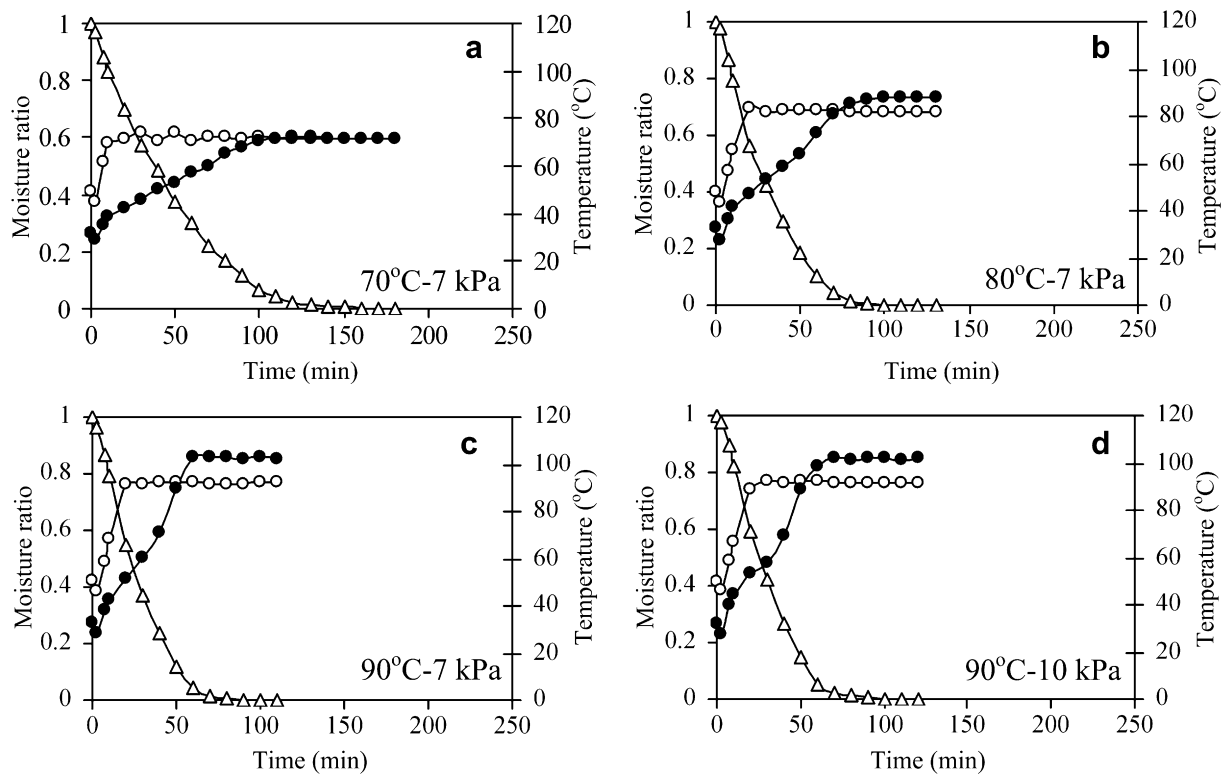 1 120
a
0.8 100
80
0.6
60
0.4
40
0.2
20
70°C-7 kPa
0 0
0 50 100 150 200 250
Time (min)
Moisture ratio
Temperature (°C)
1 120
b
0.8 100
80
0.6
60
0.4
40
0.2
20
80°C-7 kPa
0 0
0 50 100 150 200 250
Time (min)
Moisture ratio
Temperature (°C)
1 120
c
0.8 100
80
0.6
60
0.4
40
0.2
20
90°C-7 kPa
0 0
0 50 100 150 200 250
Time (min)
Moisture ratio
Temperature (°C)
1 120
d
0.8 100
80
0.6
60
0.4
40
0.2
20
90°C-10 kPa
0 0
0 50 100 150 200 250
Time (min)
Moisture ratio
Temperature (°C)